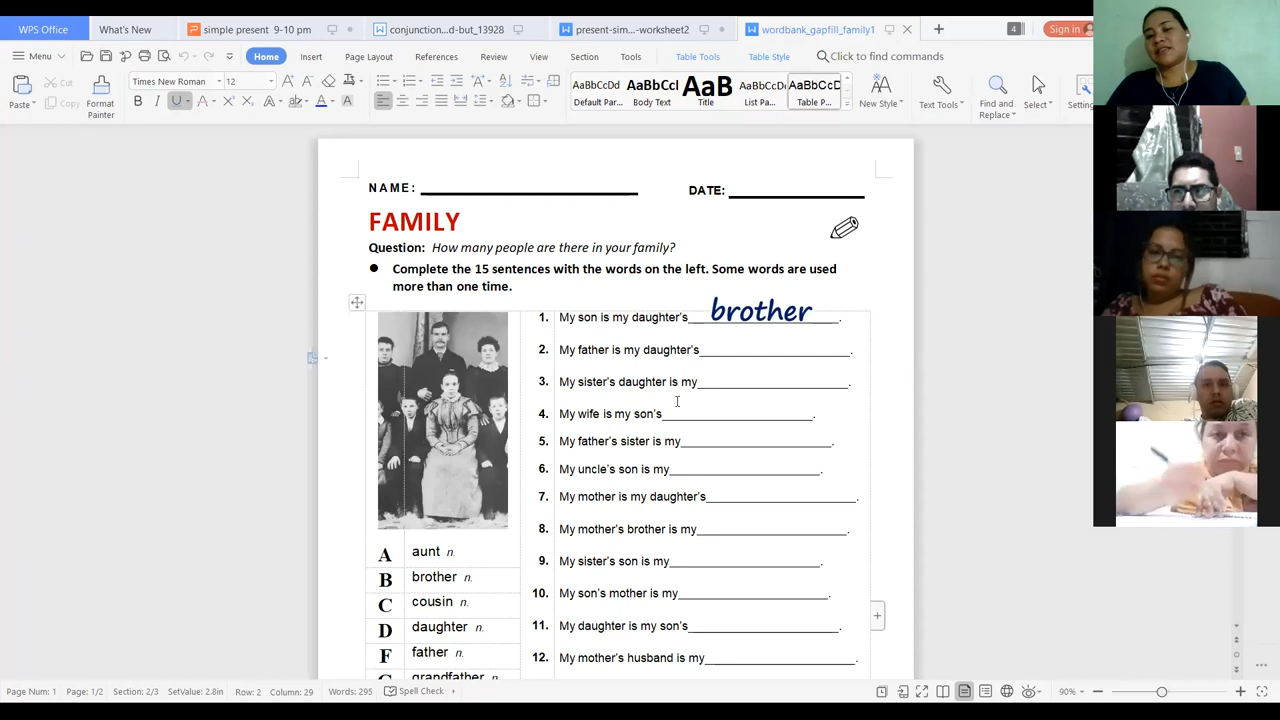 WPS Office
What's New
simple present 9-10 pm
conjunction...d-but_13928
present-sim...-worksheet2
wordbank_gapfill_family1
4
Sign in
Menu
Home
Insert
Page Layout
References
Review
View
Section
Tools
Table Tools
Table Style
Click to find commands
Paste
Cut
Copy
Format Painter
Times New Roman
12
AaBbCcDd
Default Par...
AaBbCcI
Body Text
AaB
Title
AaBbCcDc
List Pa...
AaBbCcD
Table P...
New Style
Text Tools
Find and Replace
Select
Setting
NAME:
DATE:
FAMILY
Question: How many people are there in your family?
Complete the 15 sentences with the words on the left. Some words are used
more than one time.
1. My son is my daughter's brother.
2. My father is my daughter's .
3. My sister's daughter is my .
4. My wife is my son's .
5. My father's sister is my .
6. My uncle's son is my .
7. My mother is my daughter's .
8. My mother's brother is my .
9. My sister's son is my .
10. My son's mother is my .
11. My daughter is my son's .
12. My mother's husband is my .
A aunt n.
B brother n.
C cousin n.
D daughter n.
F father n.
G grandfather n.
Page Num: 1
Page: 1/2
Section: 2/3
SetValue: 2.8in
Row: 2
Column: 29
Words: 295
Spell Check
90%